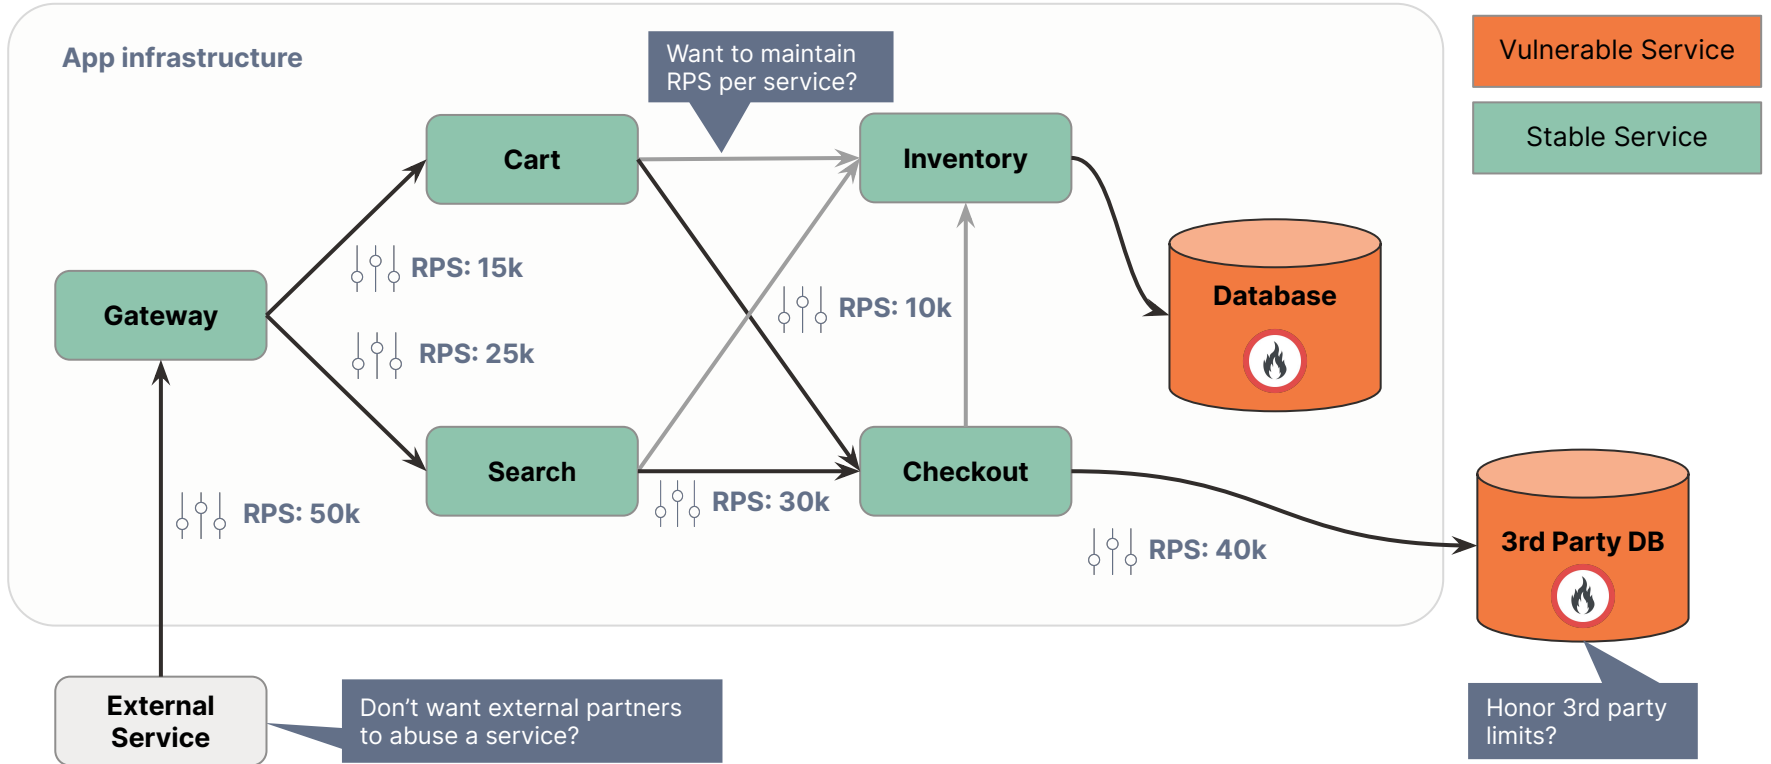 App infrastructure
Want to maintain
RPS per service?
Vulnerable Service
Stable Service
Cart
Inventory
RPS: 15k
Gateway
RPS: 10k
Database
RPS: 25k
Search
Checkout
RPS: 50k
RPS: 30k
RPS: 40k
3rd Party DB
External
Service
Don’t want external partners
to abuse a service?
Honor 3rd party
limits?